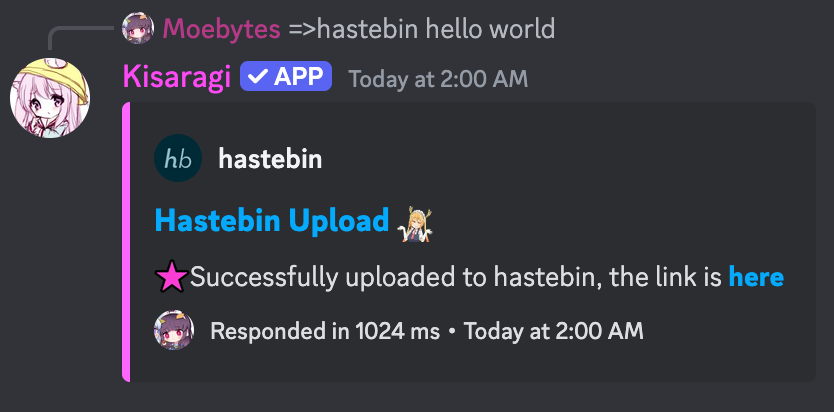 Moebytes =>hastebin hello world
Kisaragi APP Today at 2:00 AM
hb hastebin
Hastebin Upload
Successfully uploaded to hastebin, the link is here
Responded in 1024 ms • Today at 2:00 AM